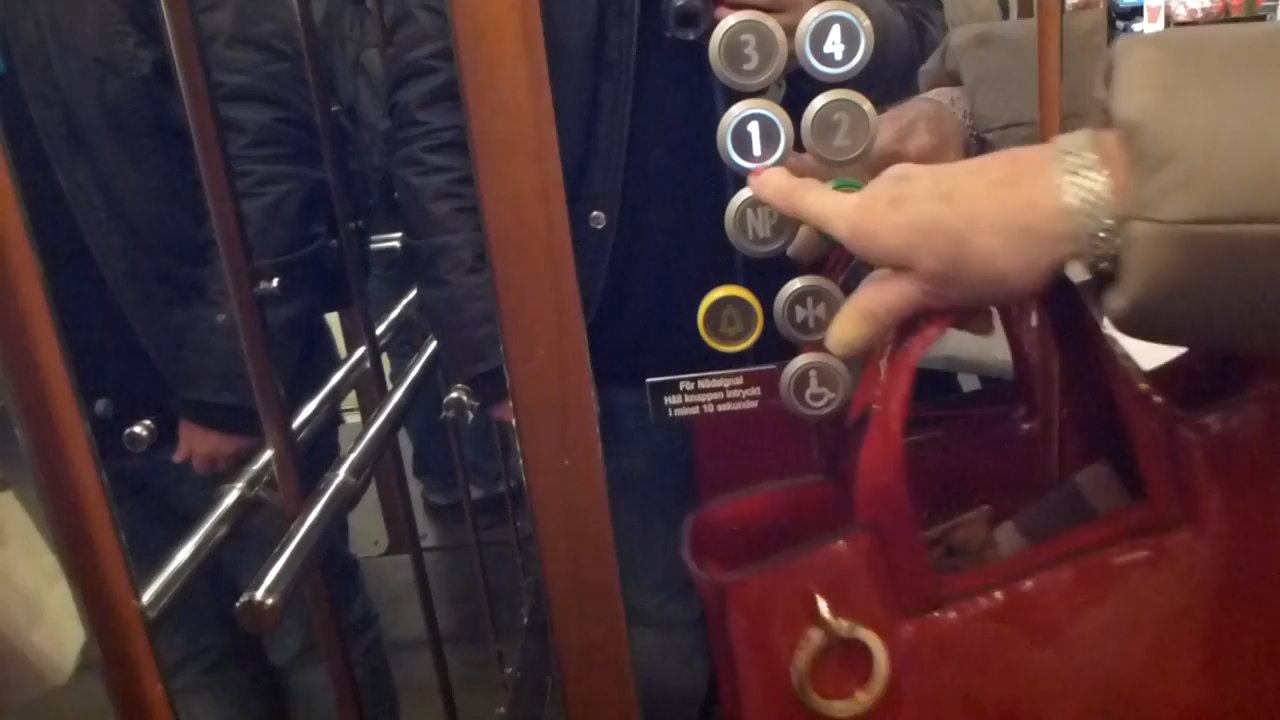 3 4
1 2
NP
För Nödsignal
Håll knappen intryckt
i minst 10 sekunder